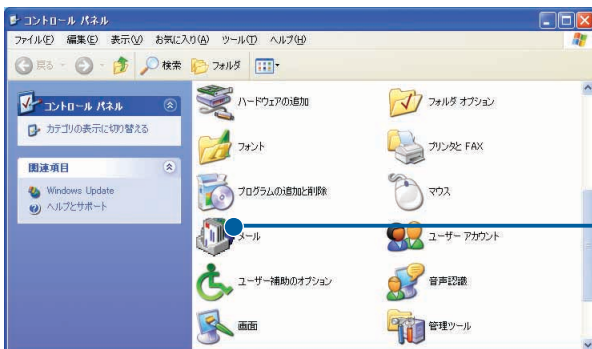 コントロール パネル
ファイル(F) 編集(E) 表示(V) お気に入り(A) ツール(T) ヘルプ(H)
戻る 検索 フォルダ
コントロール パネル
カテゴリの表示に切り替える
関連項目
Windows Update
ヘルプとサポート
ハードウェアの追加 フォルダ オプション
フォント プリンタと FAX
プログラムの追加と削除 マウス
メール ユーザー アカウント
ユーザー補助のオプション 音声認識
画面 管理ツール